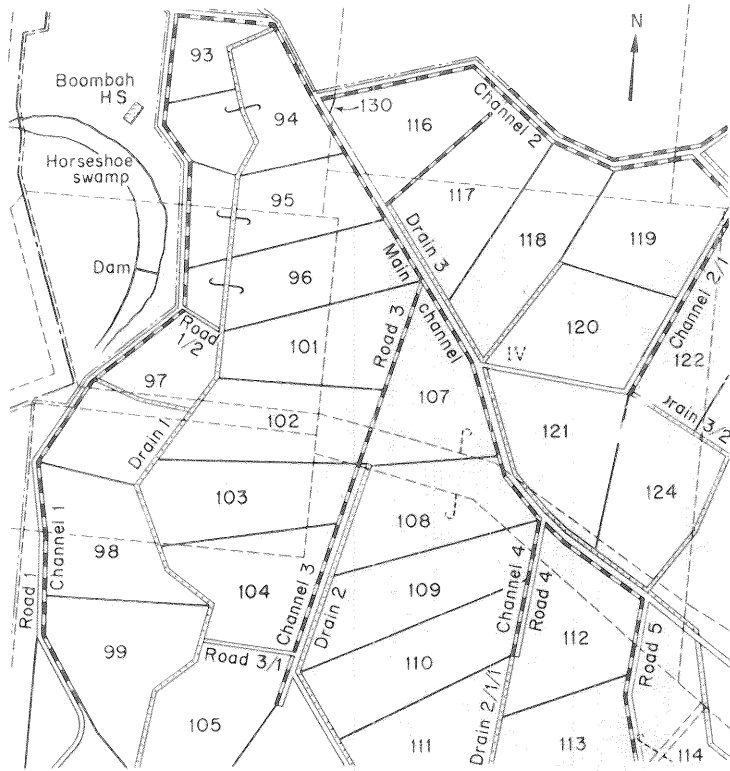 N
93
Boombah
HS
94
130
116
Channel 2
Horseshoe
swamp
95
117
Drain 3
118
119
Dam
96
Main
channel
Road 3
Channel 2/1
Road
1/2
101
120
IV
122
97
107
102
Drain 1
121
Drain 3/2
103
124
108
Channel 1
98
Road 1
104
Channel 3
Drain 2
109
Channel 4
Road 4
99
Road 3/1
110
112
Road 5
105
111
Drain 2/1/1
113
114